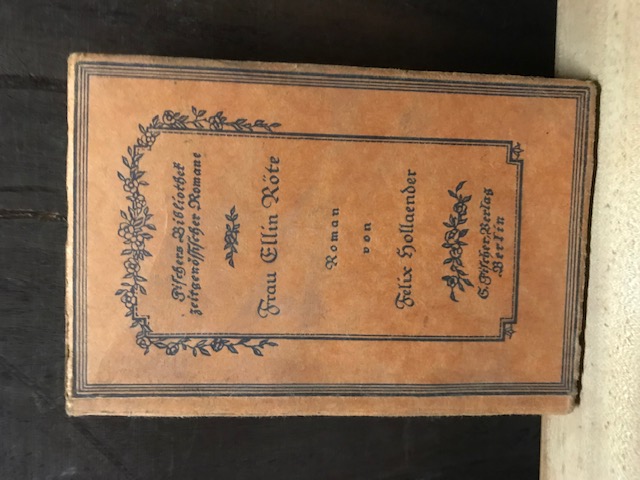 Fischers Bibliothek
zeitgenössischer Romane
Frau Ellin Röte
Roman
von
Felix Hollaender
S. Fischer, Verlag
Berlin